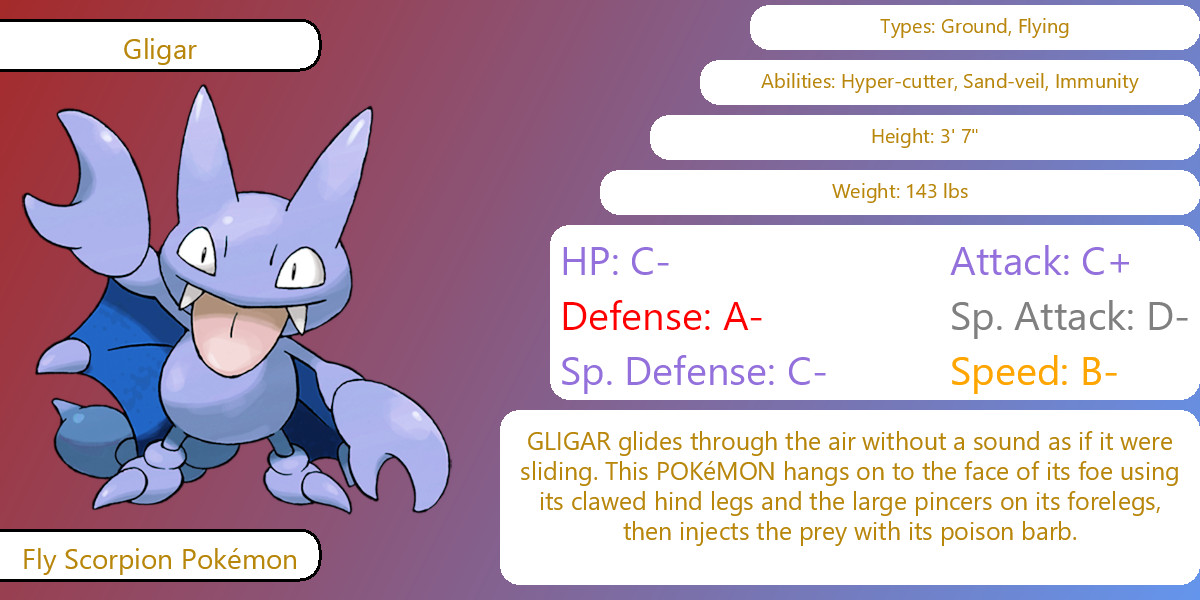 Gligar
Types: Ground, Flying
Abilities: Hyper-cutter, Sand-veil, Immunity
Height: 3' 7"
Weight: 143 lbs
HP: C-
Attack: C+
Defense: A-
Sp. Attack: D-
Sp. Defense: C-
Speed: B-
GLIGAR glides through the air without a sound as if it were
sliding. This POKéMON hangs on to the face of its foe using
its clawed hind legs and the large pincers on its forelegs,
then injects the prey with its poison barb.
Fly Scorpion Pokémon